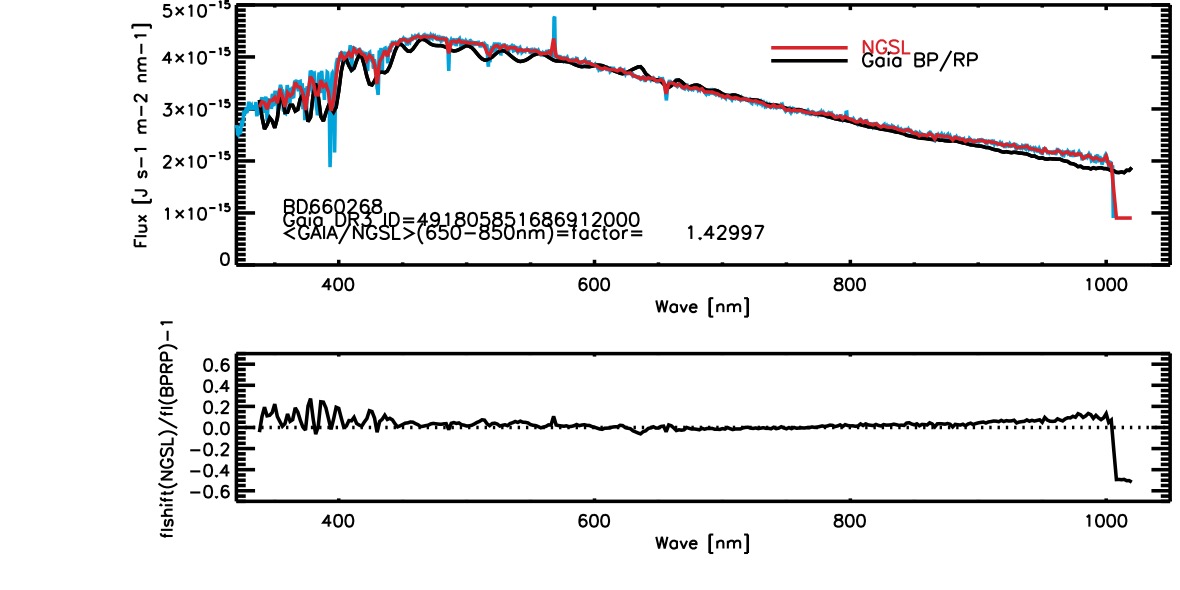 5×10−15
4×10−15
3×10−15
2×10−15
1×10−15
0
Flux [J s−1 m−2 nm−1]
NGSL
Gaia BP/RP
BD660268
Gaia DR3 ID=491805851686912000
<GAIA/NGSL>(650−850nm)=factor= 1.42997
400 600 800 1000
Wave [nm]
flshift(NGSL)/fl(BPRP)−1
0.6
0.4
0.2
0.0
−0.2
−0.4
−0.6
400 600 800 1000
Wave [nm]